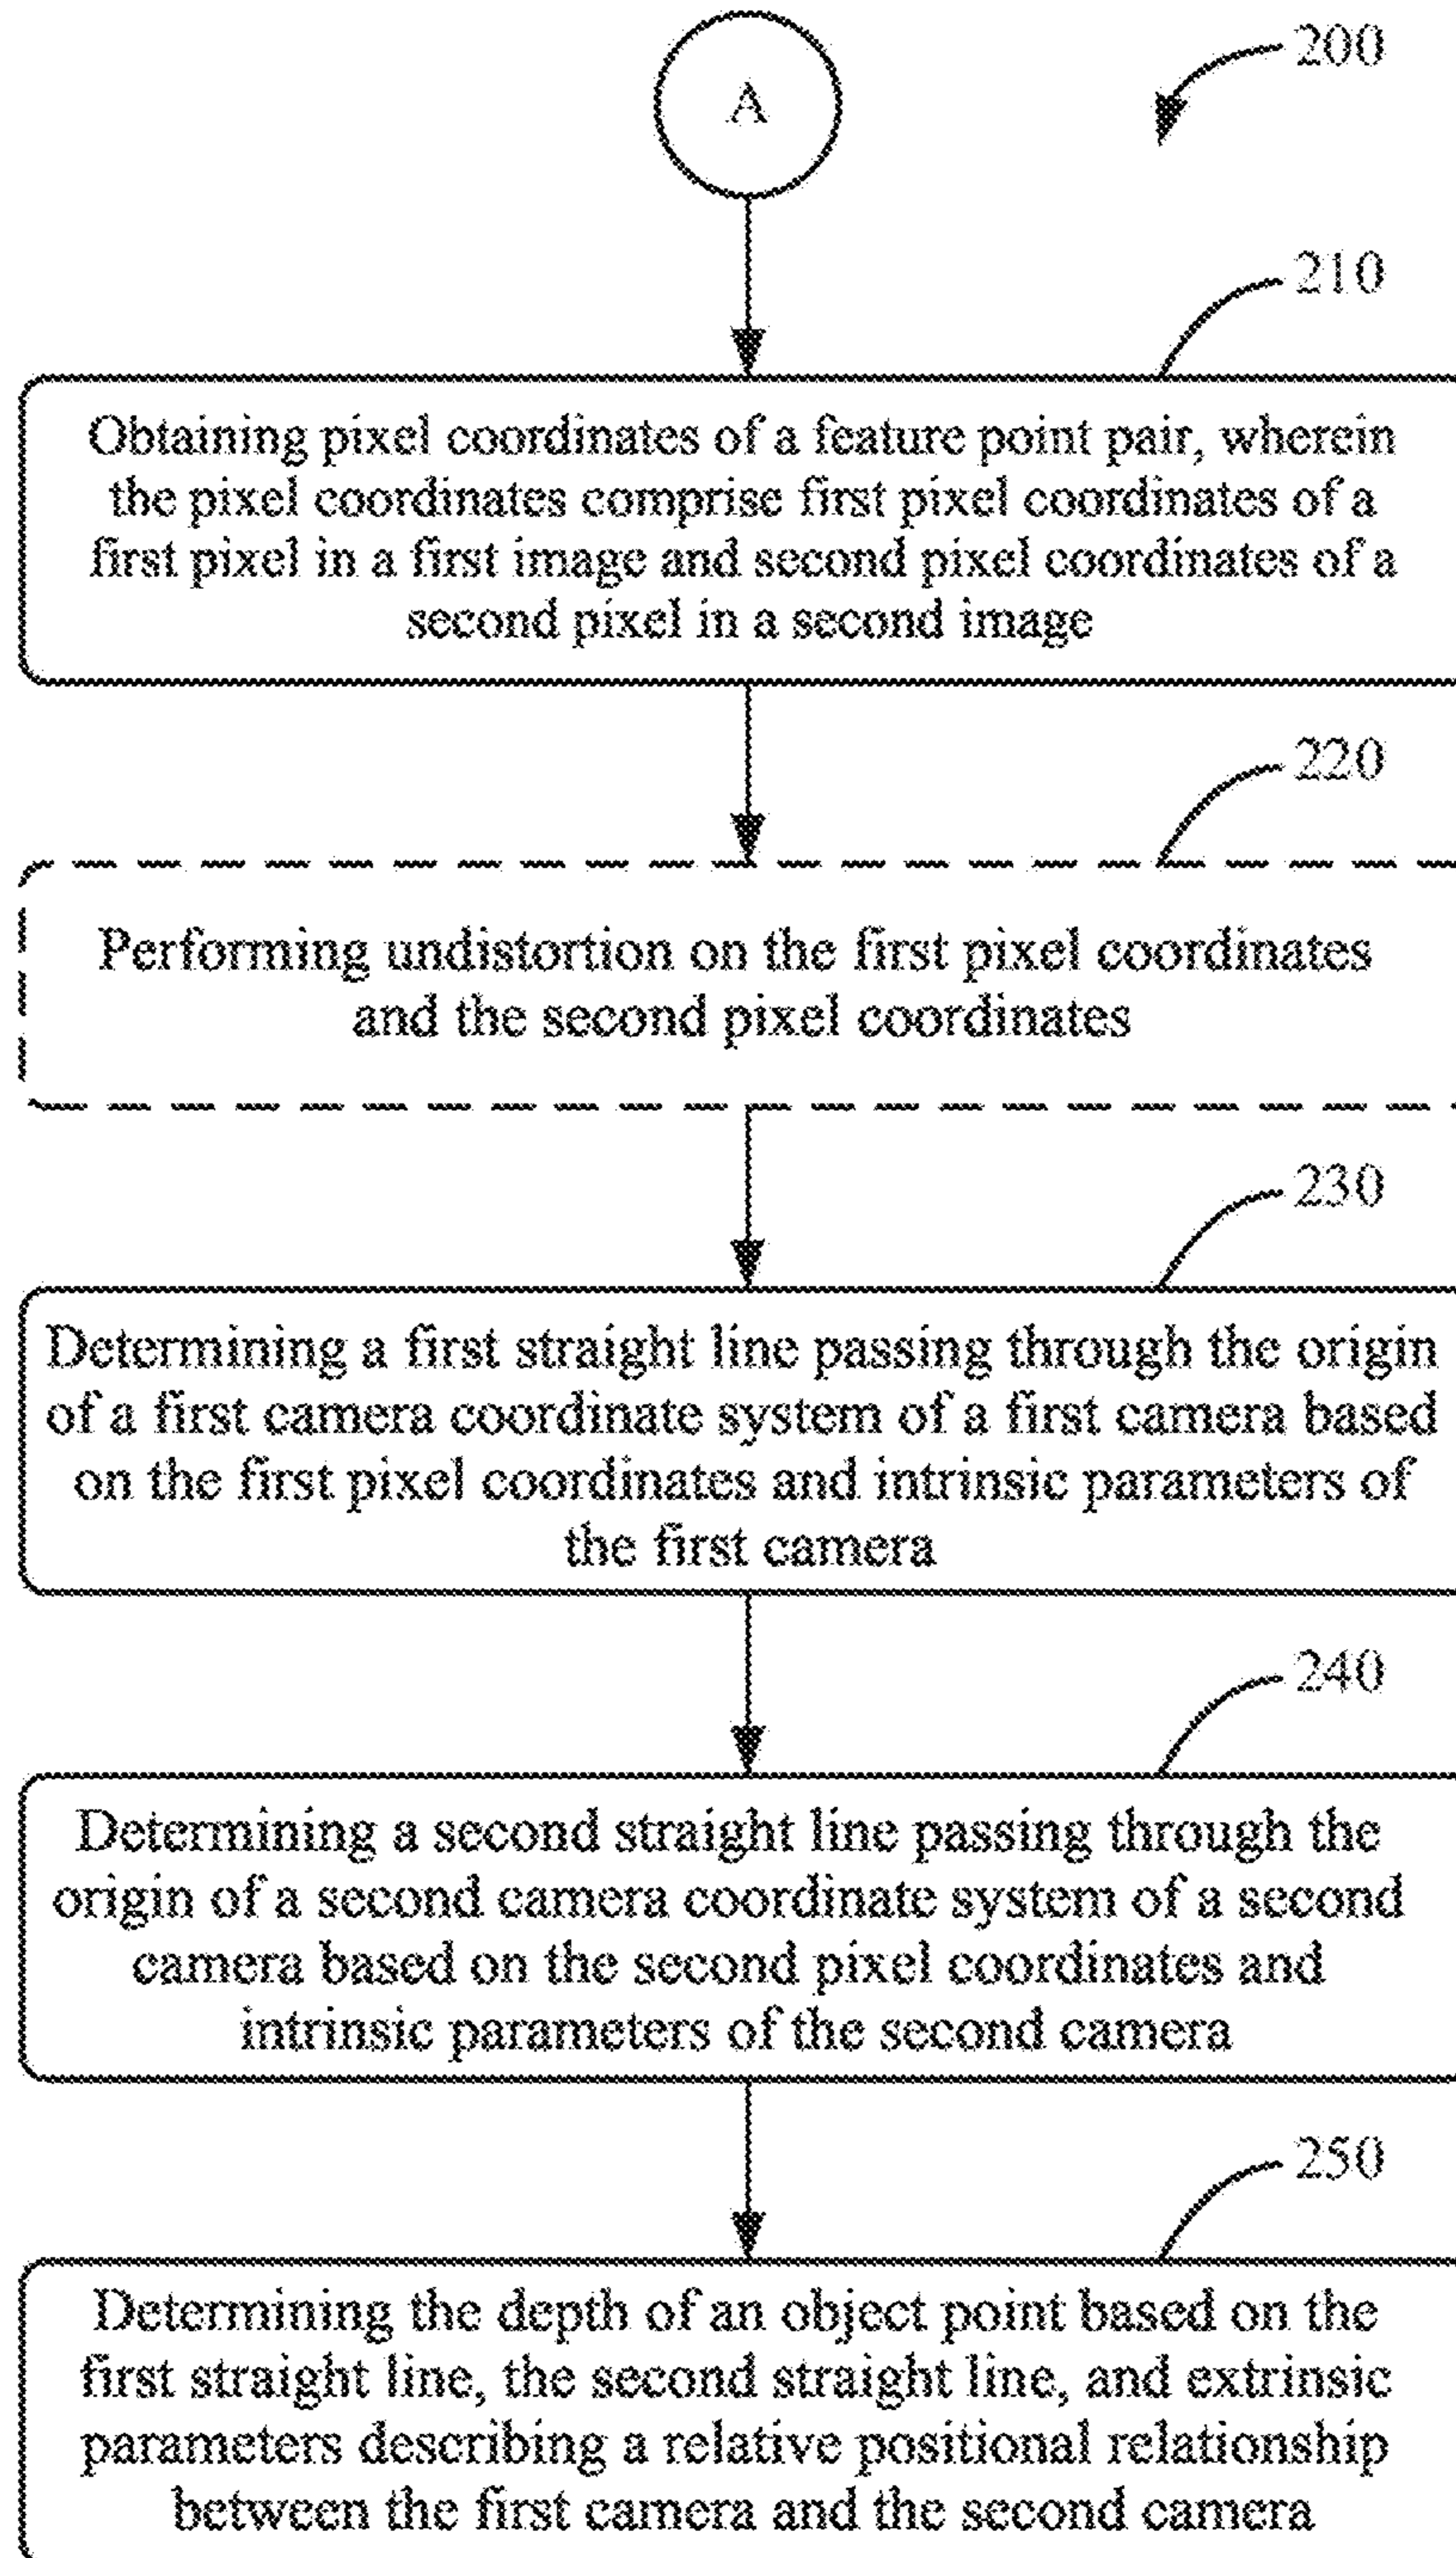 A
200
210
Obtaining pixel coordinates of a feature point pair, wherein
the pixel coordinates comprise first pixel coordinates of a
first pixel in a first image and second pixel coordinates of a
second pixel in a second image
220
Performing undistortion on the first pixel coordinates
and the second pixel coordinates
230
Determining a first straight line passing through the origin
of a first camera coordinate system of a first camera based
on the first pixel coordinates and intrinsic parameters of
the first camera
240
Determining a second straight line passing through the
origin of a second camera coordinate system of a second
camera based on the second pixel coordinates and
intrinsic parameters of the second camera
250
Determining the depth of an object point based on the
first straight line, the second straight line, and extrinsic
parameters describing a relative positional relationship
between the first camera and the second camera